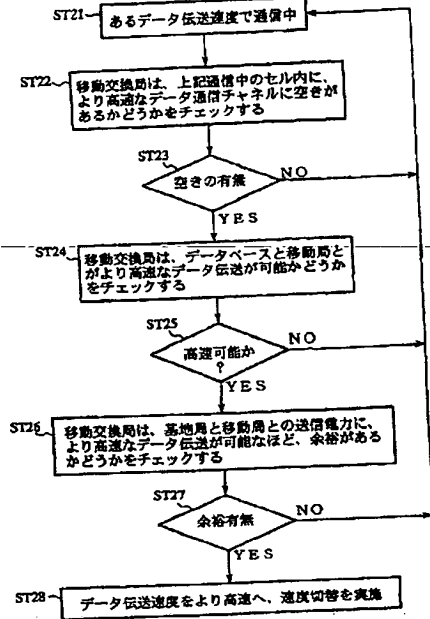 ST21
あるデータ伝送速度で通信中
ST22
移動交換局は、上記通信中のセル内に、
より高速なデータ通信チャネルに空きが
あるかどうかをチェックする
ST23
空きの有無
NO
YES
ST24
移動交換局は、データベースと移動局と
がより高速なデータ伝送が可能かどうか
をチェックする
ST25
高速可能か
?
NO
YES
ST26
移動交換局は、基地局と移動局との送信電力に、
より高速なデータ伝送が可能なほど、余裕がある
かどうかをチェックする
ST27
余裕有無
NO
YES
ST28
データ伝送速度をより高速へ、速度切替を実施